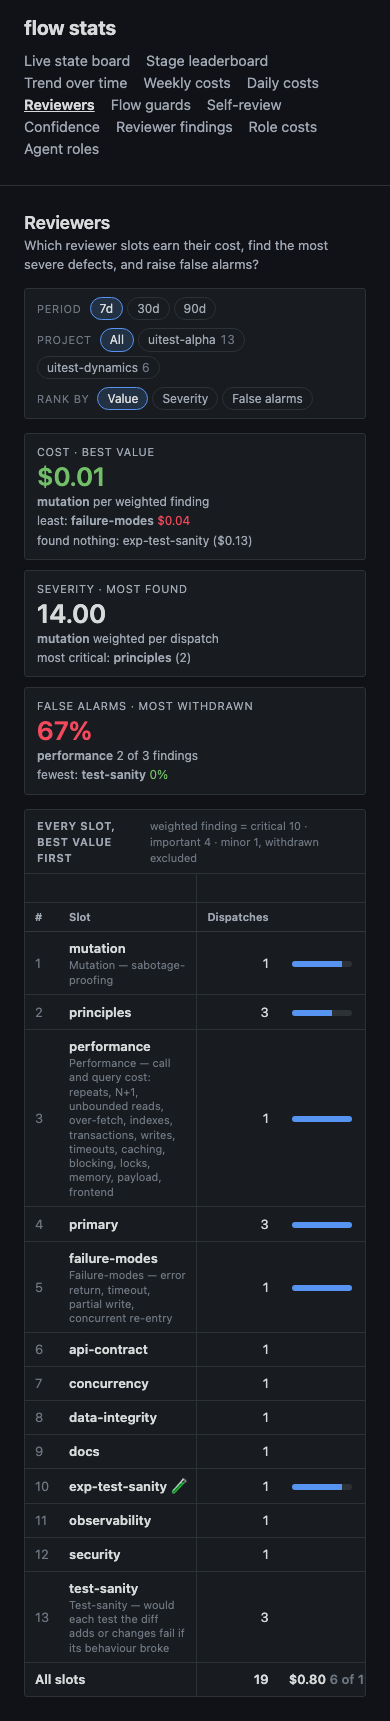 flow stats
Live state board Stage leaderboard
Trend over time Weekly costs Daily costs
Reviewers Flow guards Self-review
Confidence Reviewer findings Role costs
Agent roles
Reviewers
Which reviewer slots earn their cost, find the most
severe defects, and raise false alarms?
PERIOD 7d 30d 90d
PROJECT All uitest-alpha 13
uitest-dynamics 6
RANK BY Value Severity False alarms
COST · BEST VALUE
$0.01
mutation per weighted finding
least: failure-modes $0.04
found nothing: exp-test-sanity ($0.13)
SEVERITY · MOST FOUND
14.00
mutation weighted per dispatch
most critical: principles (2)
FALSE ALARMS · MOST WITHDRAWN
67%
performance 2 of 3 findings
fewest: test-sanity 0%
EVERY SLOT,
BEST VALUE
FIRST
weighted finding = critical 10 ·
important 4 · minor 1, withdrawn
excluded
# Slot Dispatches
1 mutation 1
Mutation — sabotage-
proofing
2 principles 3
3 performance 1
Performance — call
and query cost:
repeats, N+1,
unbounded reads,
over-fetch, indexes,
transactions, writes,
timeouts, caching,
blocking, locks,
memory, payload,
frontend
4 primary 3
5 failure-modes 1
Failure-modes — error
return, timeout,
partial write,
concurrent re-entry
6 api-contract 1
7 concurrency 1
8 data-integrity 1
9 docs 1
10 exp-test-sanity 1
11 observability 1
12 security 1
13 test-sanity 3
Test-sanity — would
each test the diff
adds or changes fail if
its behaviour broke
All slots 19 $0.80 6 of 1